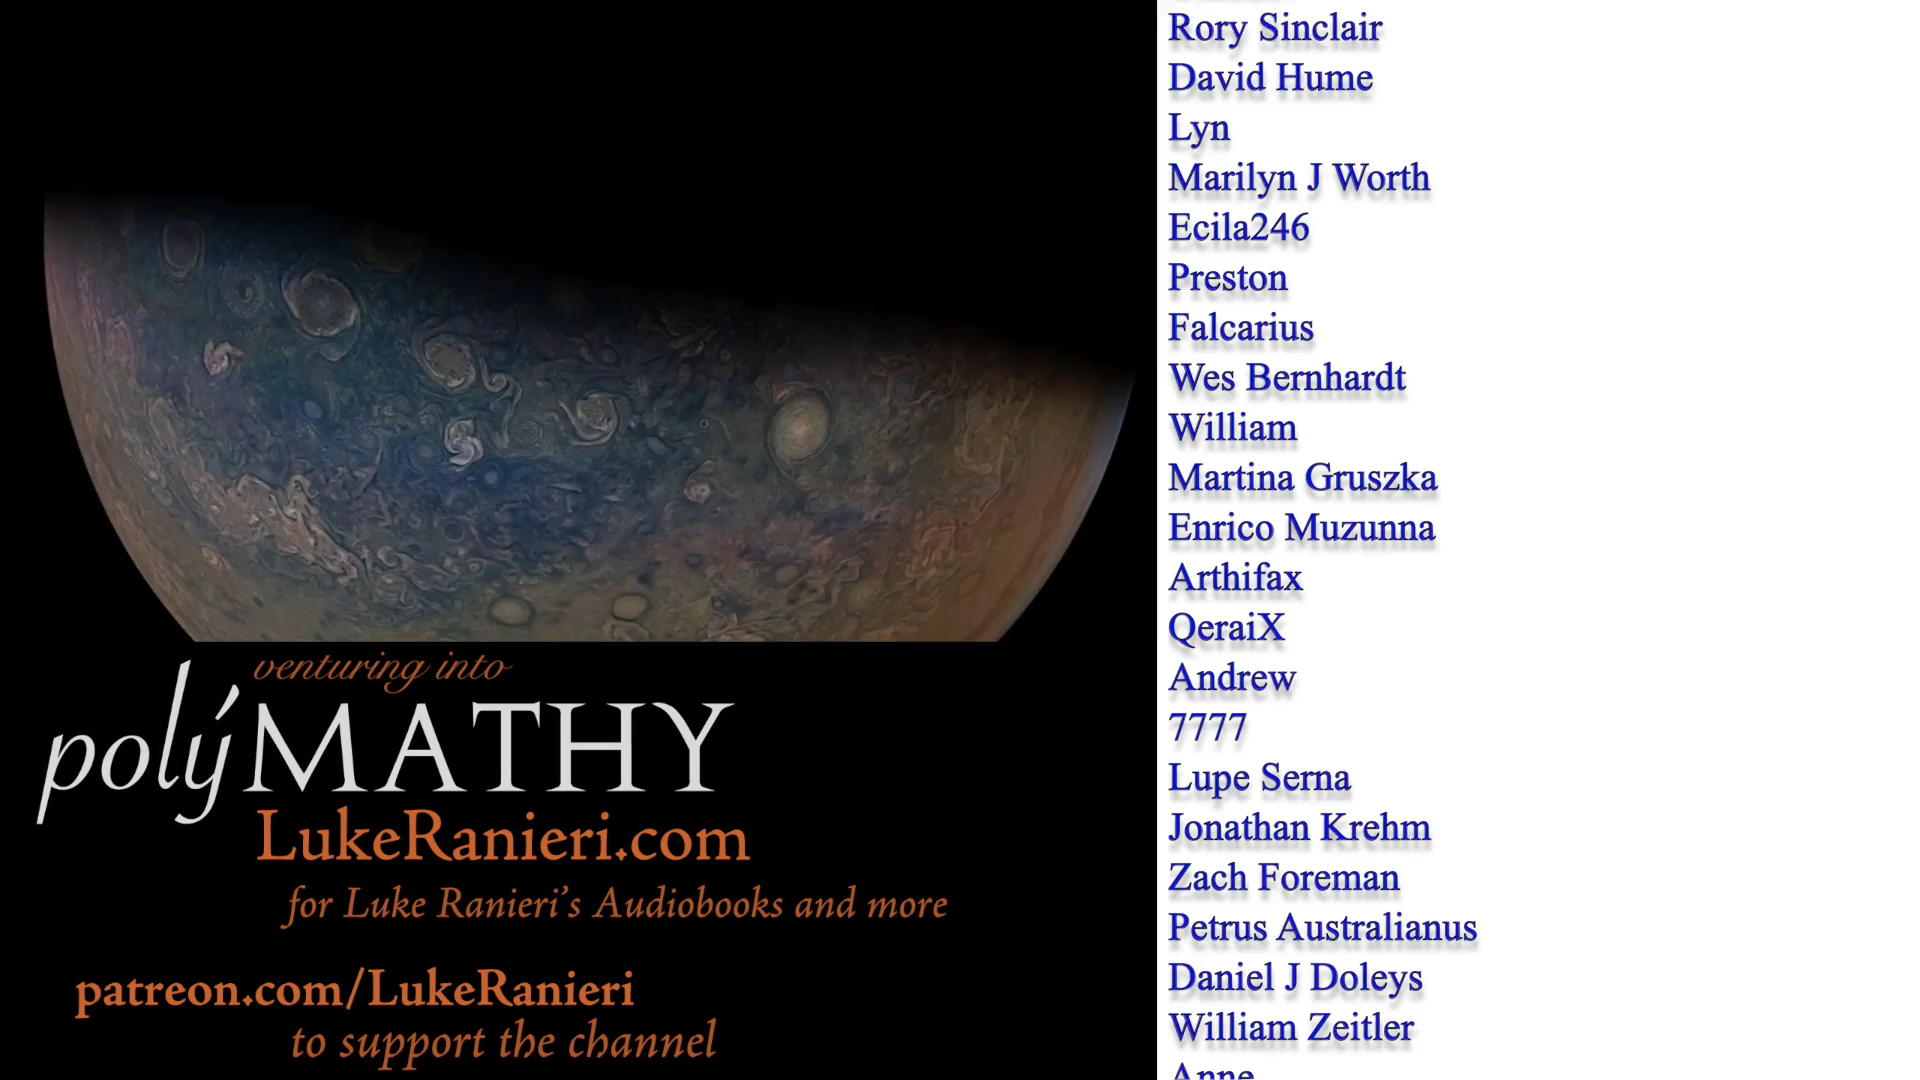 venturing into
polýMATHY
LukeRanieri.com
for Luke Ranieri's Audiobooks and more
patreon.com/LukeRanieri
to support the channel
Rory Sinclair
David Hume
Lyn
Marilyn J Worth
Ecila246
Preston
Falcarius
Wes Bernhardt
William
Martina Gruszka
Enrico Muzunna
Arthifax
QeraiX
Andrew
7777
Lupe Serna
Jonathan Krehm
Zach Foreman
Petrus Australianus
Daniel J Doleys
William Zeitler
Anne